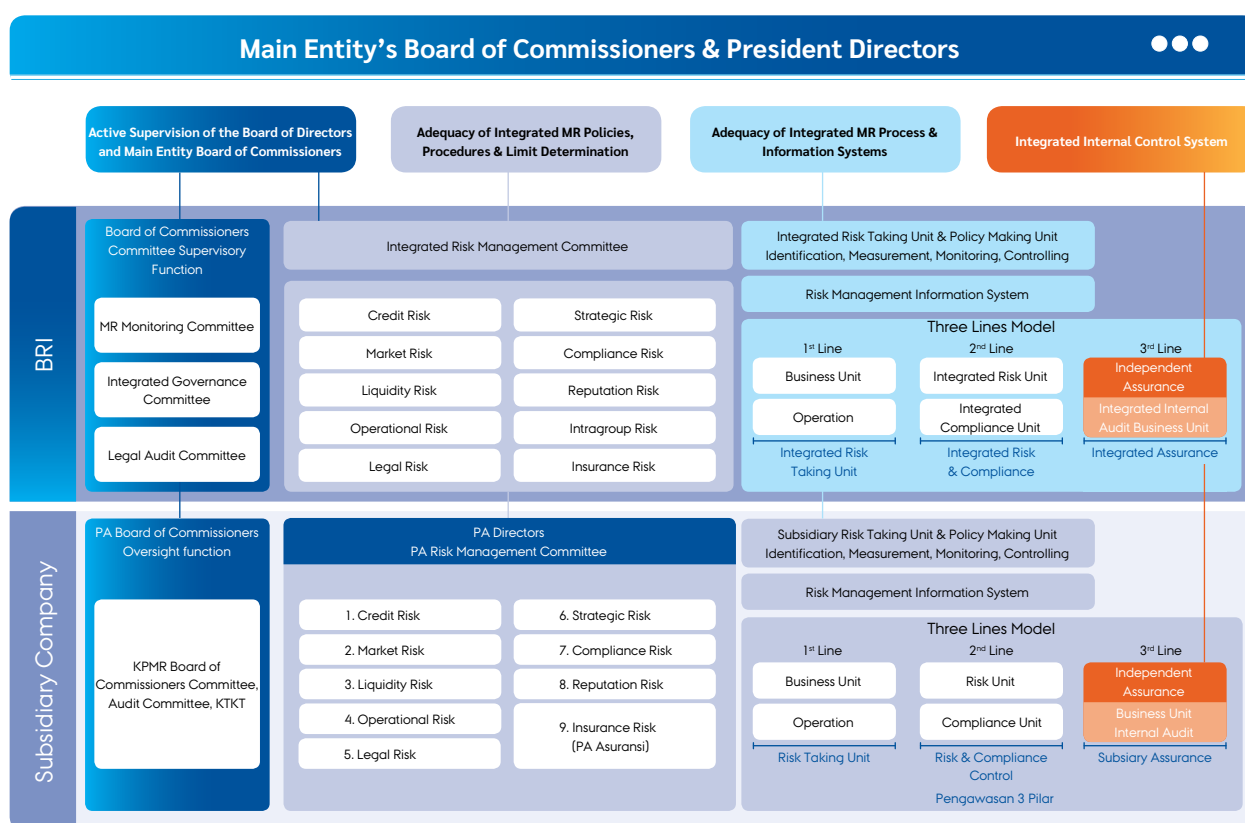 Main Entity's Board of Commissioners & President Directors
Active Supervision of the Board of Directors
and Main Entity Board of Commissioners
Adequacy of Integrated MR Policies,
Procedures & Limit Determination
Adequacy of Integrated MR Process &
Information Systems
Integrated Internal Control System
BRI
Board of Commissioners
Committee Supervisory
Function
MR Monitoring Committee
Integrated Governance
Committee
Legal Audit Committee
Integrated Risk Management Committee
Credit Risk
Market Risk
Liquidity Risk
Operational Risk
Legal Risk
Strategic Risk
Compliance Risk
Reputation Risk
Intragroup Risk
Insurance Risk
Integrated Risk Taking Unit & Policy Making Unit
Identification, Measurement, Monitoring, Controlling
Risk Management Information System
Three Lines Model
1st Line
Business Unit
Operation
Integrated Risk
Taking Unit
2nd Line
Integrated Risk Unit
Integrated
Compliance Unit
Integrated Risk
& Compliance
3rd Line
Independent
Assurance
Integrated Internal
Audit Business Unit
Integrated Assurance
Subsidiary Company
PA Board of Commissioners
Oversight function
KPMR Board of
Commissioners Committee,
Audit Committee, KTKT
PA Directors
PA Risk Management Committee
1. Credit Risk
2. Market Risk
3. Liquidity Risk
4. Operational Risk
5. Legal Risk
6. Strategic Risk
7. Compliance Risk
8. Reputation Risk
9. Insurance Risk
(PA Asuransi)
Subsidiary Risk Taking Unit & Policy Making Unit
Identification, Measurement, Monitoring, Controlling
Risk Management Information System
Three Lines Model
1st Line
Business Unit
Operation
Risk Taking Unit
2nd Line
Risk Unit
Compliance Unit
Risk & Compliance
Control
3rd Line
Independent
Assurance
Business Unit
Internal Audit
Subsiary Assurance
Pengawasan 3 Pilar